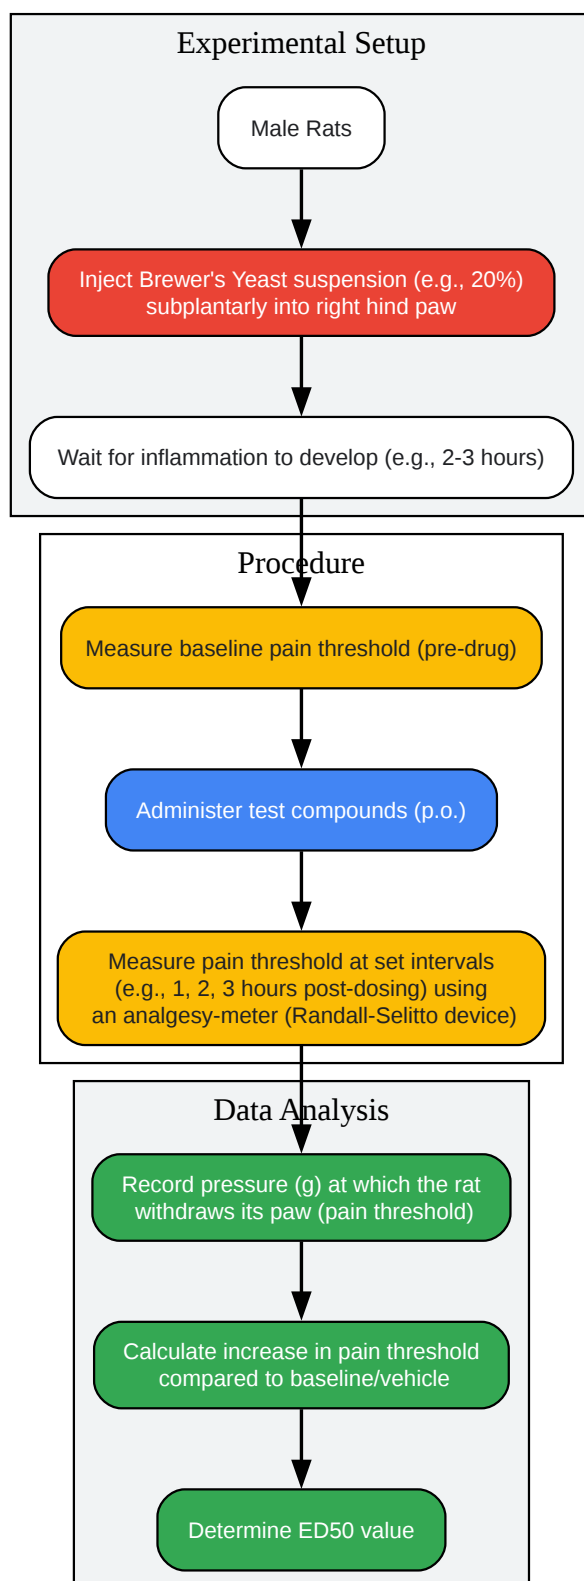 Experimental Setup
Male Rats
Inject Brewer's Yeast suspension (e.g., 20%)
subplantarly into right hind paw
Wait for inflammation to develop (e.g., 2-3 hours)
Procedure
Measure baseline pain threshold (pre-drug)
Administer test compounds (p.o.)
Measure pain threshold at set intervals
(e.g., 1, 2, 3 hours post-dosing) using
an analgesy-meter (Randall-Selitto device)
Data Analysis
Record pressure (g) at which the rat
withdraws its paw (pain threshold)
Calculate increase in pain threshold
compared to baseline/vehicle
Determine ED50 value